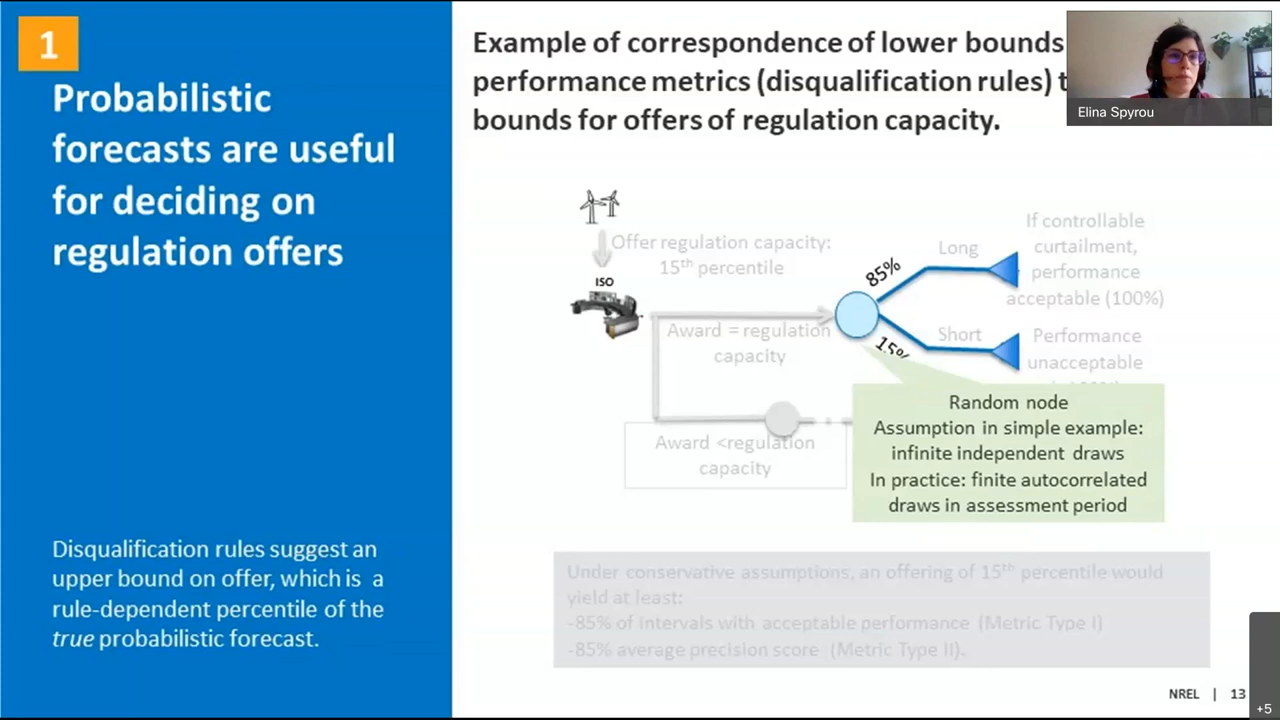 1
Probabilistic
forecasts are useful
for deciding on
regulation offers
Disqualification rules suggest an
upper bound on offer, which is a
rule-dependent percentile of the
true probabilistic forecast.
Example of correspondence of lower bounds
performance metrics (disqualification rules) t
bounds for offers of regulation capacity.
Elina Spyrou
Offer regulation capacity:
15th percentile
ISO
Award = regulation
capacity
Award <regulation
capacity
85%
15%
Long
Short
If controllable
curtailment,
performance
acceptable (100%)
Performance
unacceptable
Random node
Assumption in simple example:
infinite independent draws
In practice: finite autocorrelated
draws in assessment period
Under conservative assumptions, an offering of 15th percentile would
yield at least:
-85% of intervals with acceptable performance (Metric Type I)
-85% average precision score (Metric Type II).
NREL | 13
+5